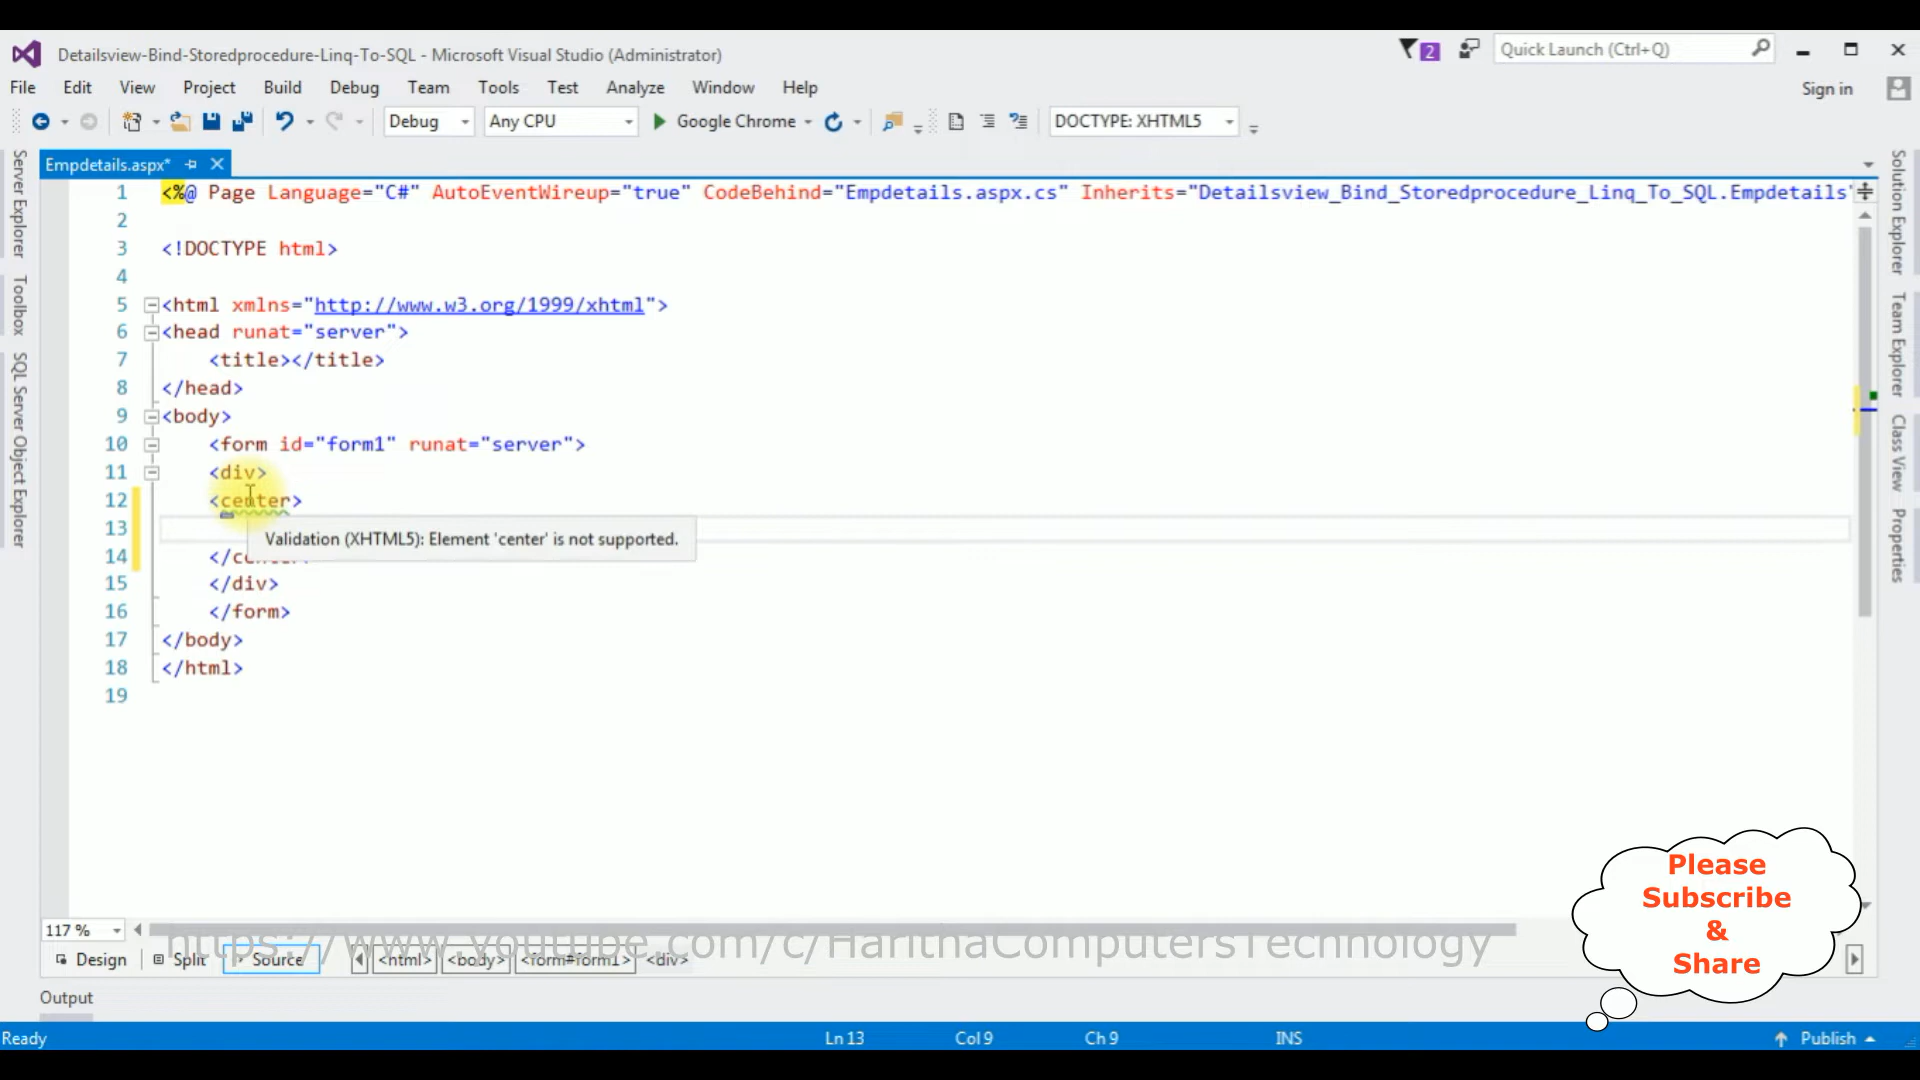 Detailsview-Bind-Storedprocedure-Linq-To-SQL - Microsoft Visual Studio (Administrator)
2
Quick Launch (Ctrl+Q)
File Edit View Project Build Debug Team Tools Test Analyze Window Help
Sign in
Debug Any CPU Google Chrome DOCTYPE: XHTML5
Server Explorer
Toolbox
SQL Server Object Explorer
Empdetails.aspx*
1 <%@ Page Language="C#" AutoEventWireup="true" CodeBehind="Empdetails.aspx.cs" Inherits="Detailsview_Bind_Storedprocedure_Linq_To_SQL.Empdetails"
2
3 <!DOCTYPE html>
4
5 <html xmlns="http://www.w3.org/1999/xhtml">
6 <head runat="server">
7 <title></title>
8 </head>
9 <body>
10 <form id="form1" runat="server">
11 <div>
12 <center>
13
Validation (XHTML5): Element 'center' is not supported.
14 </center>
15 </div>
16 </form>
17 </body>
18 </html>
19
Solution Explorer
Team Explorer
Class View
Properties
Please
Subscribe
&
Share
117 %
https://www.youtube.com/c/HarithaComputersTechnology
Design Split Source <html> <body> <form#form1> <div>
Output
Ready Ln 13 Col 9 Ch 9 INS Publish